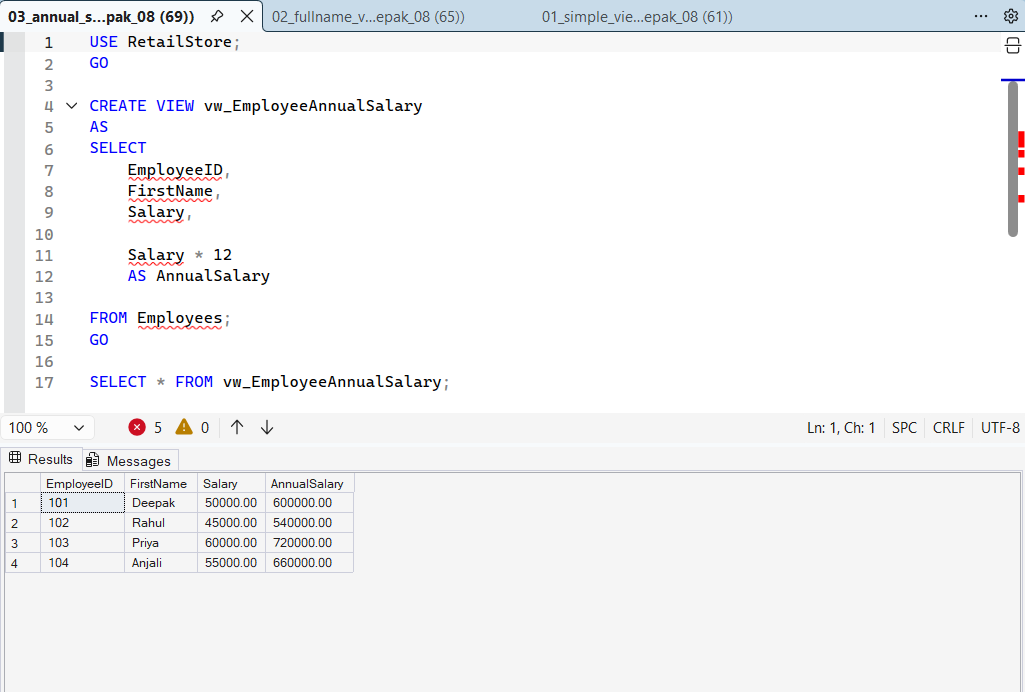 03_annual_s...pak_08 (69)) 02_fullname_v...epak_08 (65)) 01_simple_vie...epak_08 (61))
1 USE RetailStore;
2 GO
3
4 CREATE VIEW vw_EmployeeAnnualSalary
5 AS
6 SELECT
7 EmployeeID,
8 FirstName,
9 Salary,
10
11 Salary * 12
12 AS AnnualSalary
13
14 FROM Employees;
15 GO
16
17 SELECT * FROM vw_EmployeeAnnualSalary;
100 % 5 0 Ln: 1, Ch: 1 SPC CRLF UTF-8
Results Messages
EmployeeID FirstName Salary AnnualSalary
1 101 Deepak 50000.00 600000.00
2 102 Rahul 45000.00 540000.00
3 103 Priya 60000.00 720000.00
4 104 Anjali 55000.00 660000.00